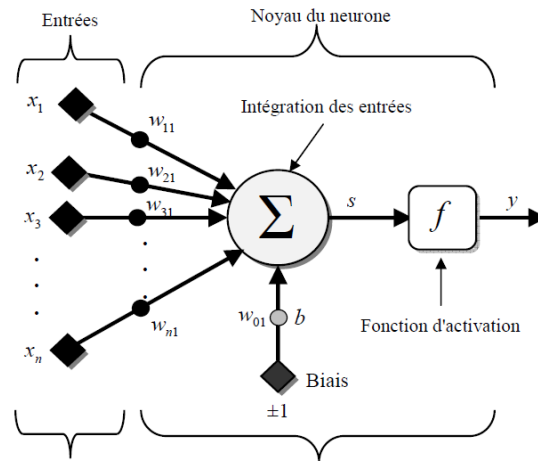 Entrées
Noyau du neurone
x1
w11
Intégration des entrées
x2
w21
x3
w31
Σ
s
f
y
w01
b
Fonction d'activation
xn
wn1
Biais
±1